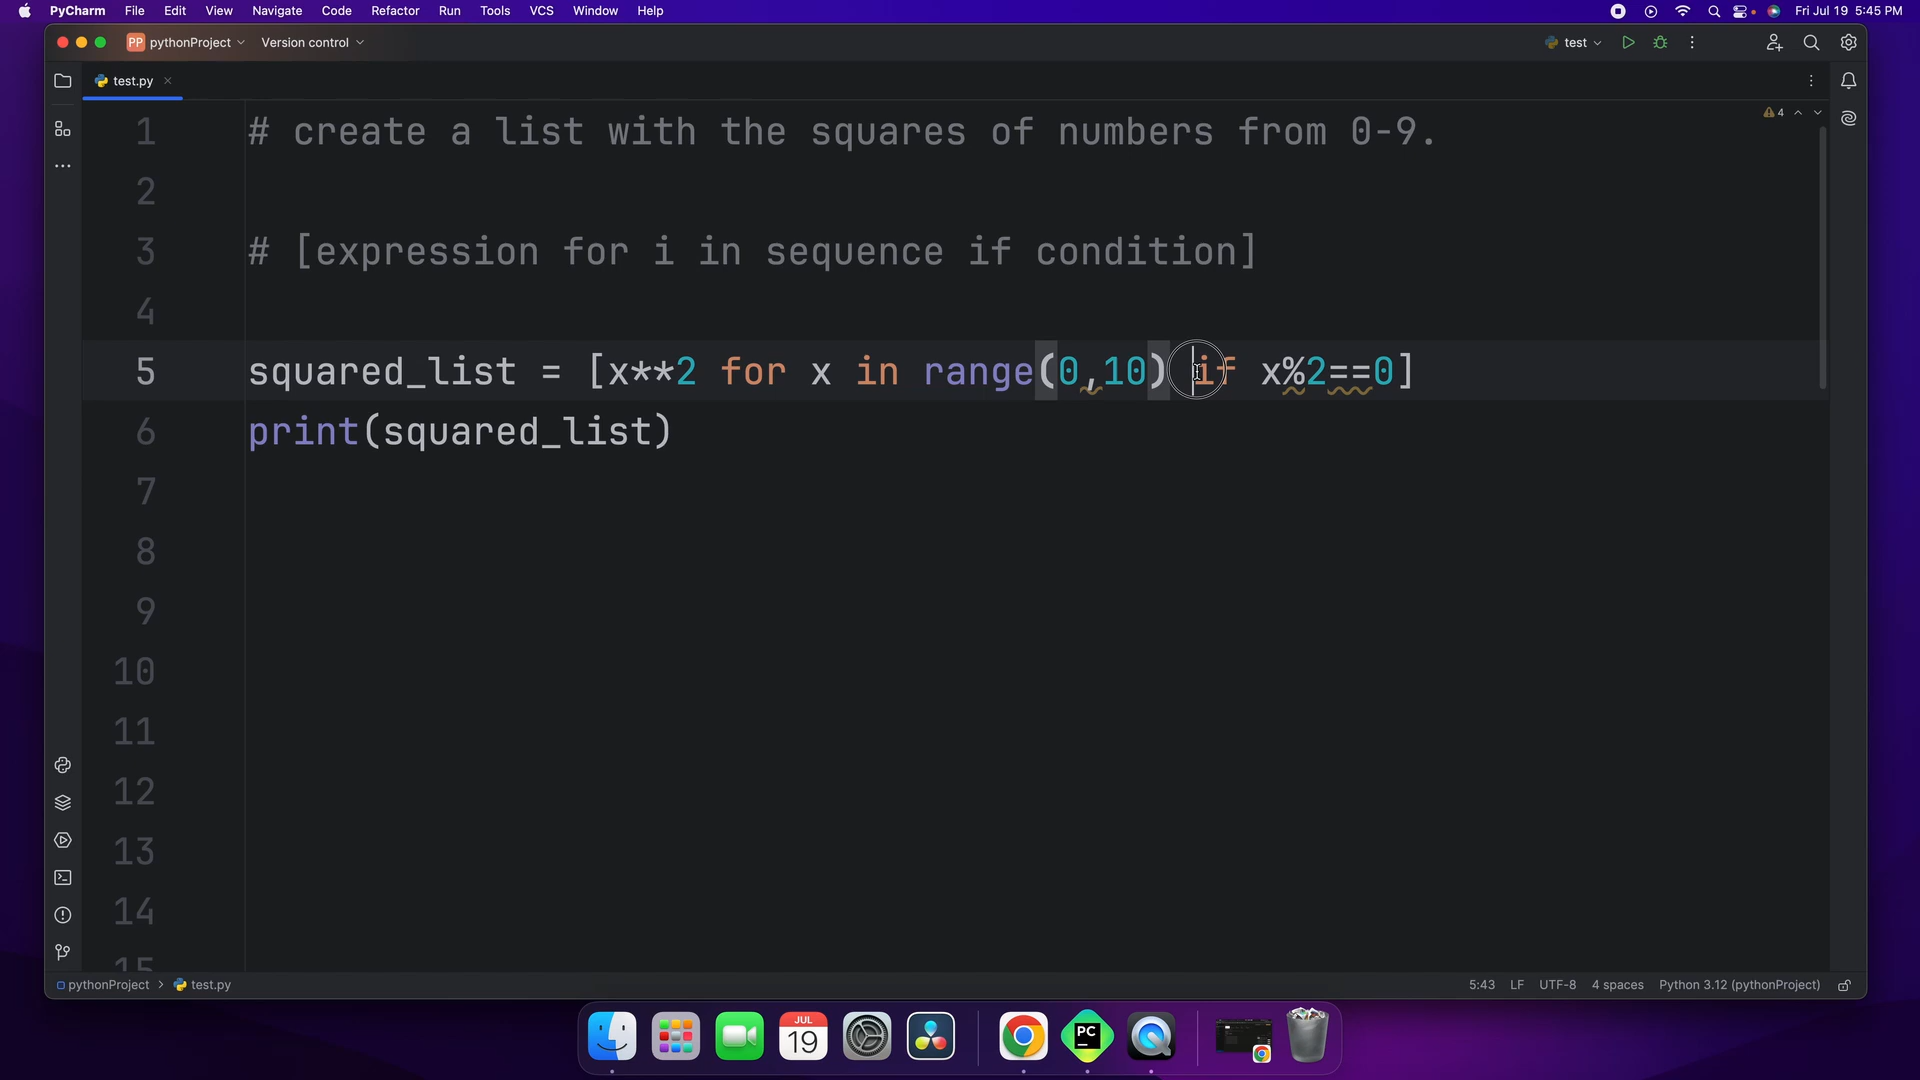 PyCharm File Edit View Navigate Code Refactor Run Tools VCS Window Help Fri Jul 19 5:45 PM
PP pythonProject Version control test
test.py
4
1 # create a list with the squares of numbers from 0-9.
2
3 # [expression for i in sequence if condition]
4
5 squared_list = [x**2 for x in range(0,10) if x%2==0]
6 print(squared_list)
7
8
9
10
11
12
13
14
15
pythonProject > test.py 5:43 LF UTF-8 4 spaces Python 3.12 (pythonProject)
JUL
19
PC